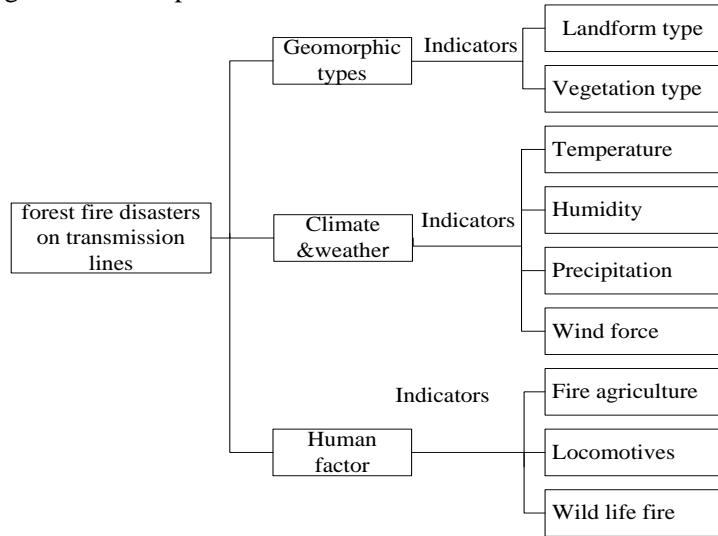 Geomorphic
types
Indicators
Landform type
Vegetation type
forest fire disasters
on transmission
lines
Climate
&weather
Indicators
Temperature
Humidity
Precipitation
Wind force
Human
factor
Indicators
Fire agriculture
Locomotives
Wild life fire